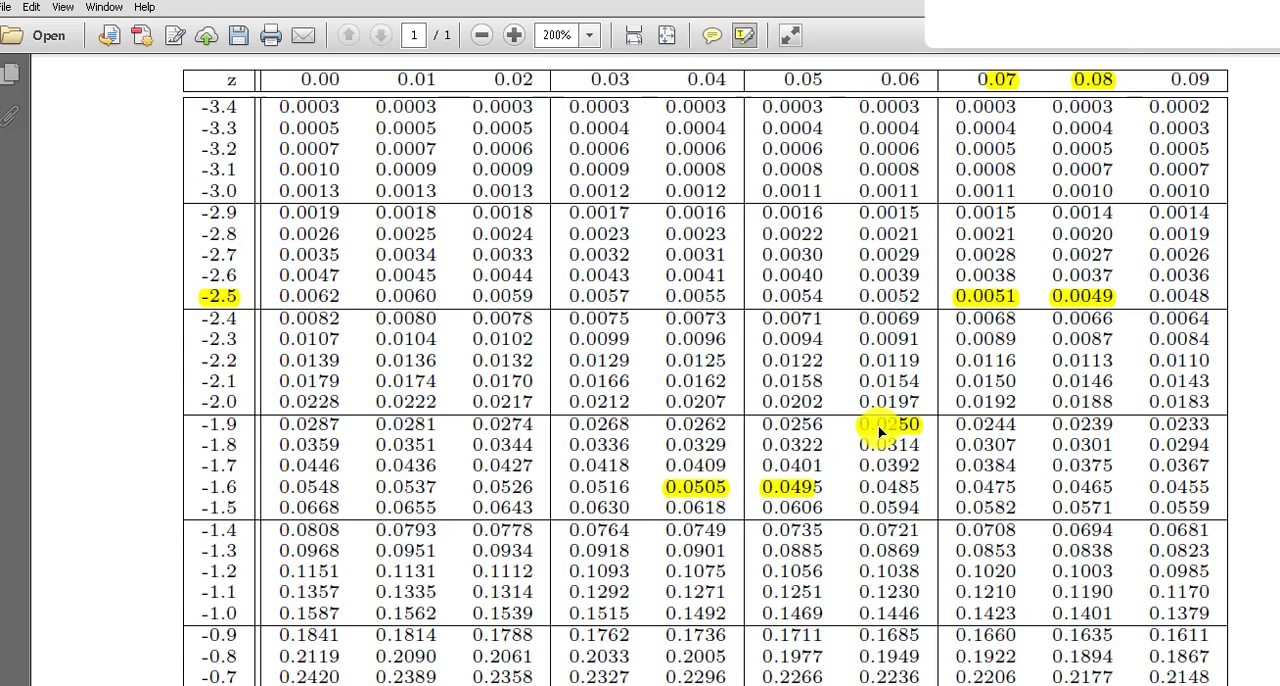 File Edit View Window Help
Open 1 / 1 200%
z 0.00 0.01 0.02 0.03 0.04 0.05 0.06 0.07 0.08 0.09
-3.4 0.0003 0.0003 0.0003 0.0003 0.0003 0.0003 0.0003 0.0003 0.0003 0.0002
-3.3 0.0005 0.0005 0.0005 0.0004 0.0004 0.0004 0.0004 0.0004 0.0004 0.0003
-3.2 0.0007 0.0007 0.0006 0.0006 0.0006 0.0006 0.0006 0.0005 0.0005 0.0005
-3.1 0.0010 0.0009 0.0009 0.0009 0.0008 0.0008 0.0008 0.0008 0.0007 0.0007
-3.0 0.0013 0.0013 0.0013 0.0012 0.0012 0.0011 0.0011 0.0011 0.0010 0.0010
-2.9 0.0019 0.0018 0.0018 0.0017 0.0016 0.0016 0.0015 0.0015 0.0014 0.0014
-2.8 0.0026 0.0025 0.0024 0.0023 0.0023 0.0022 0.0021 0.0021 0.0020 0.0019
-2.7 0.0035 0.0034 0.0033 0.0032 0.0031 0.0030 0.0029 0.0028 0.0027 0.0026
-2.6 0.0047 0.0045 0.0044 0.0043 0.0041 0.0040 0.0039 0.0038 0.0037 0.0036
-2.5 0.0062 0.0060 0.0059 0.0057 0.0055 0.0054 0.0052 0.0051 0.0049 0.0048
-2.4 0.0082 0.0080 0.0078 0.0075 0.0073 0.0071 0.0069 0.0068 0.0066 0.0064
-2.3 0.0107 0.0104 0.0102 0.0099 0.0096 0.0094 0.0091 0.0089 0.0087 0.0084
-2.2 0.0139 0.0136 0.0132 0.0129 0.0125 0.0122 0.0119 0.0116 0.0113 0.0110
-2.1 0.0179 0.0174 0.0170 0.0166 0.0162 0.0158 0.0154 0.0150 0.0146 0.0143
-2.0 0.0228 0.0222 0.0217 0.0212 0.0207 0.0202 0.0197 0.0192 0.0188 0.0183
-1.9 0.0287 0.0281 0.0274 0.0268 0.0262 0.0256 0.0250 0.0244 0.0239 0.0233
-1.8 0.0359 0.0351 0.0344 0.0336 0.0329 0.0322 0.0314 0.0307 0.0301 0.0294
-1.7 0.0446 0.0436 0.0427 0.0418 0.0409 0.0401 0.0392 0.0384 0.0375 0.0367
-1.6 0.0548 0.0537 0.0526 0.0516 0.0505 0.0495 0.0485 0.0475 0.0465 0.0455
-1.5 0.0668 0.0655 0.0643 0.0630 0.0618 0.0606 0.0594 0.0582 0.0571 0.0559
-1.4 0.0808 0.0793 0.0778 0.0764 0.0749 0.0735 0.0721 0.0708 0.0694 0.0681
-1.3 0.0968 0.0951 0.0934 0.0918 0.0901 0.0885 0.0869 0.0853 0.0838 0.0823
-1.2 0.1151 0.1131 0.1112 0.1093 0.1075 0.1056 0.1038 0.1020 0.1003 0.0985
-1.1 0.1357 0.1335 0.1314 0.1292 0.1271 0.1251 0.1230 0.1210 0.1190 0.1170
-1.0 0.1587 0.1562 0.1539 0.1515 0.1492 0.1469 0.1446 0.1423 0.1401 0.1379
-0.9 0.1841 0.1814 0.1788 0.1762 0.1736 0.1711 0.1685 0.1660 0.1635 0.1611
-0.8 0.2119 0.2090 0.2061 0.2033 0.2005 0.1977 0.1949 0.1922 0.1894 0.1867
-0.7 0.2420 0.2389 0.2358 0.2327 0.2296 0.2266 0.2236 0.2206 0.2177 0.2148